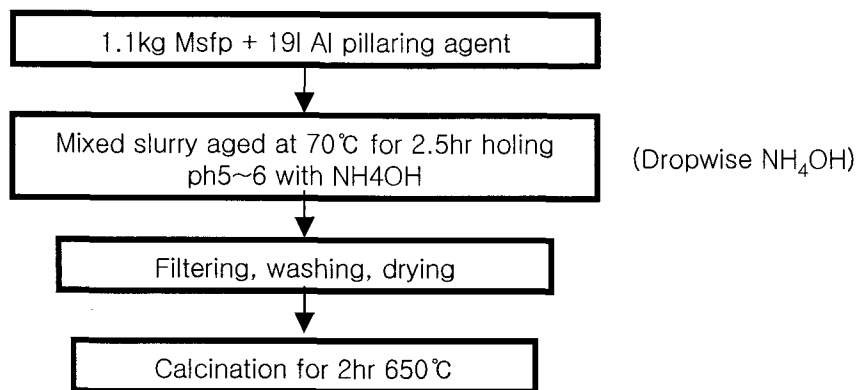 1.1kg Msfp + 19l Al pillaring agent
Mixed slurry aged at 70℃ for 2.5hr holing
ph5~6 with NH4OH
(Dropwise NH₄OH)
Filtering, washing, drying
Calcination for 2hr 650℃